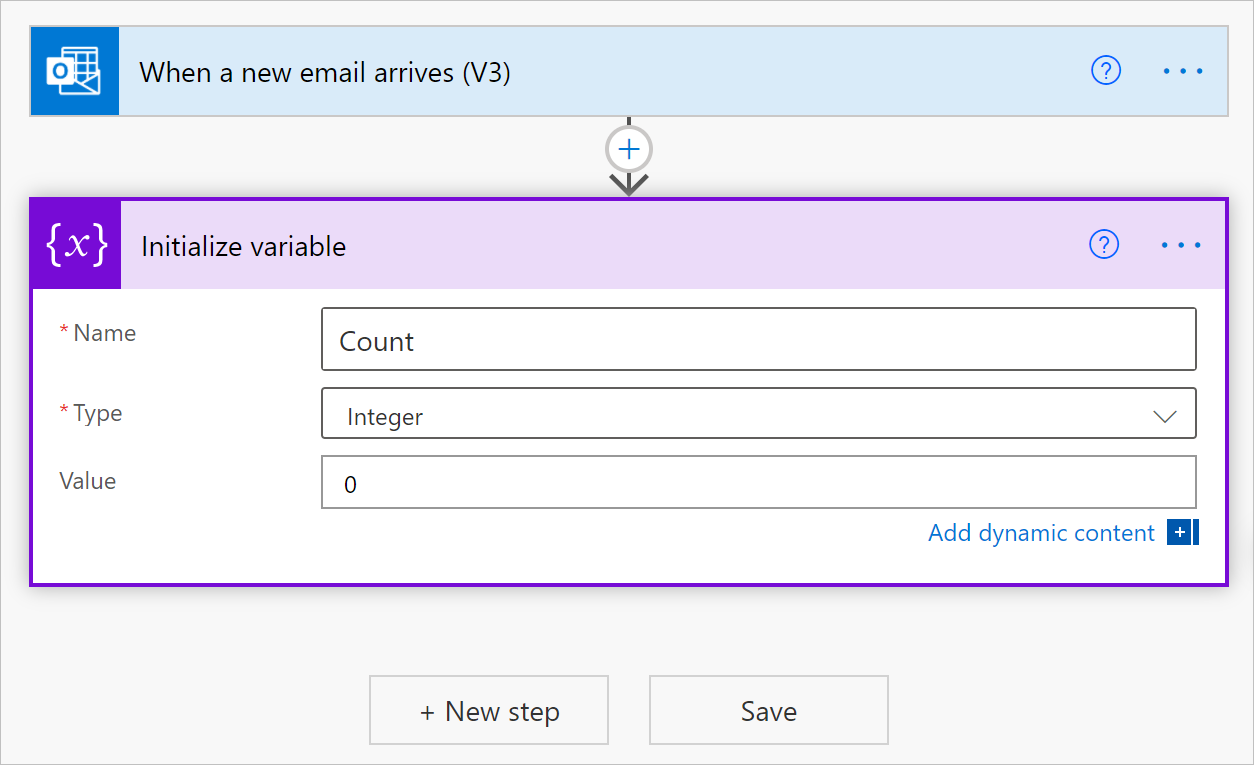 When a new email arrives (V3)
{x} Initialize variable
* Name Count
* Type Integer
Value 0
Add dynamic content
+ New step Save